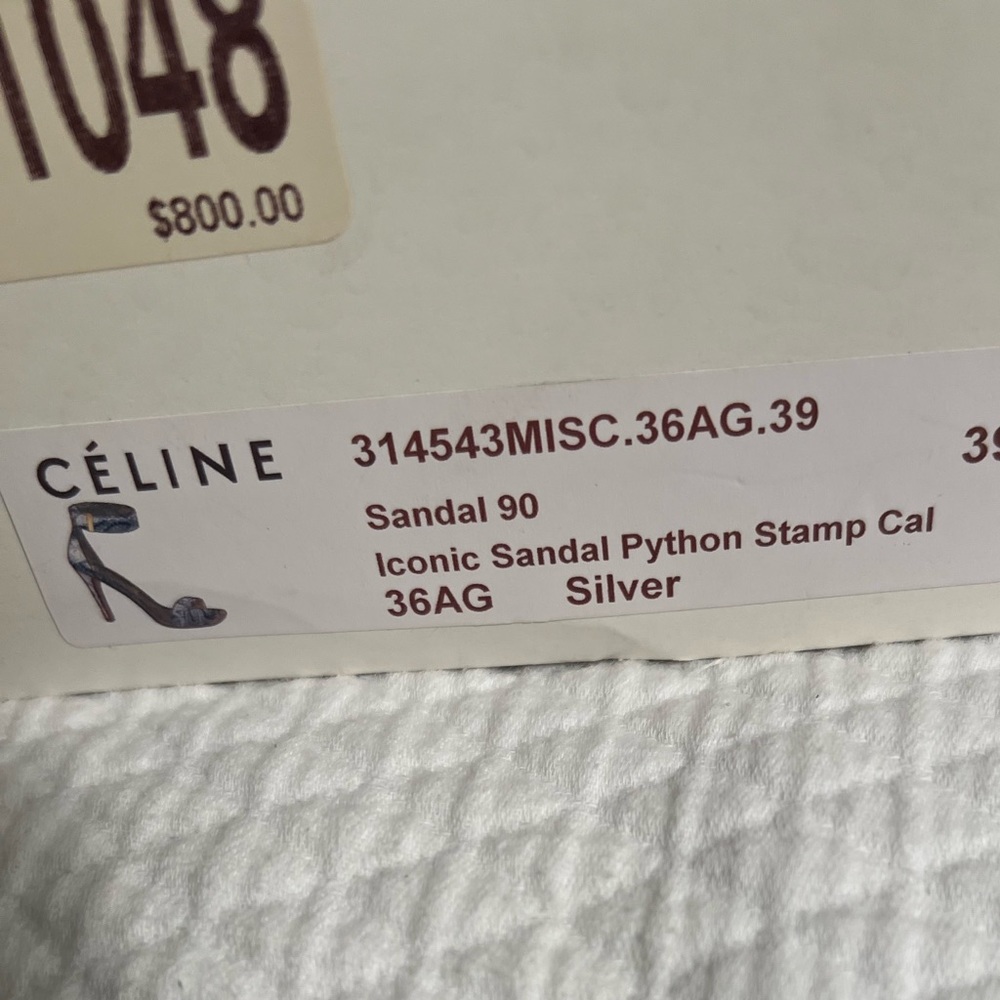 1048
$800.00
CÉLINE
314543MISC.36AG.39
39
Sandal 90
Iconic Sandal Python Stamp Cal
36AG Silver